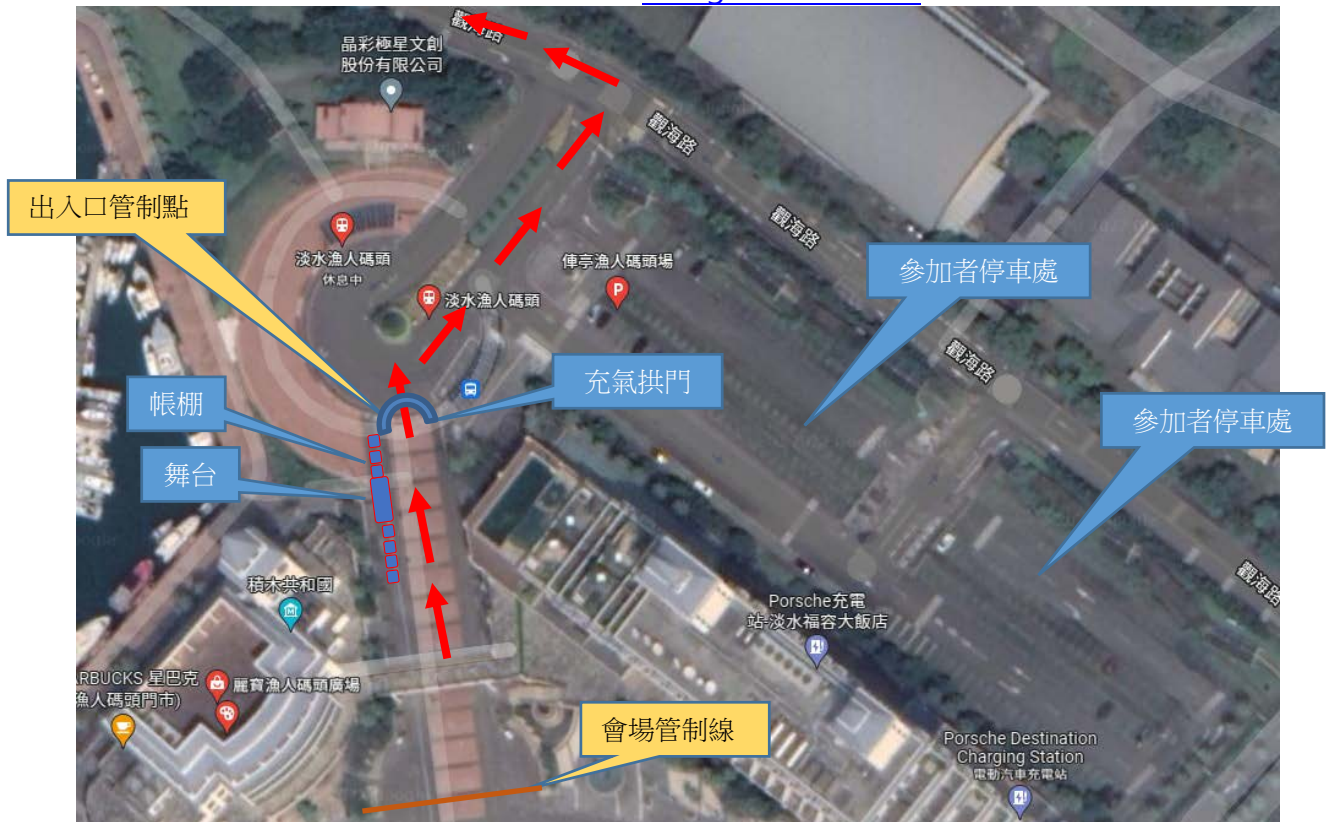 觀海路
晶彩極星文創
股份有限公司
觀海路
出入口管制點
觀海路
淡水漁人碼頭
休息中
俥亭漁人碼頭場
參加者停車處
淡水漁人碼頭
觀海路
帳棚
充氣拱門
參加者停車處
舞台
積木共和國
觀海路
Porsche充電
站-淡水福容大飯店
ARBUCKS 星巴克
漁人碼頭門市)
麗寶漁人碼頭廣場
會場管制線
Porsche Destination
Charging Station
電動汽車充電站